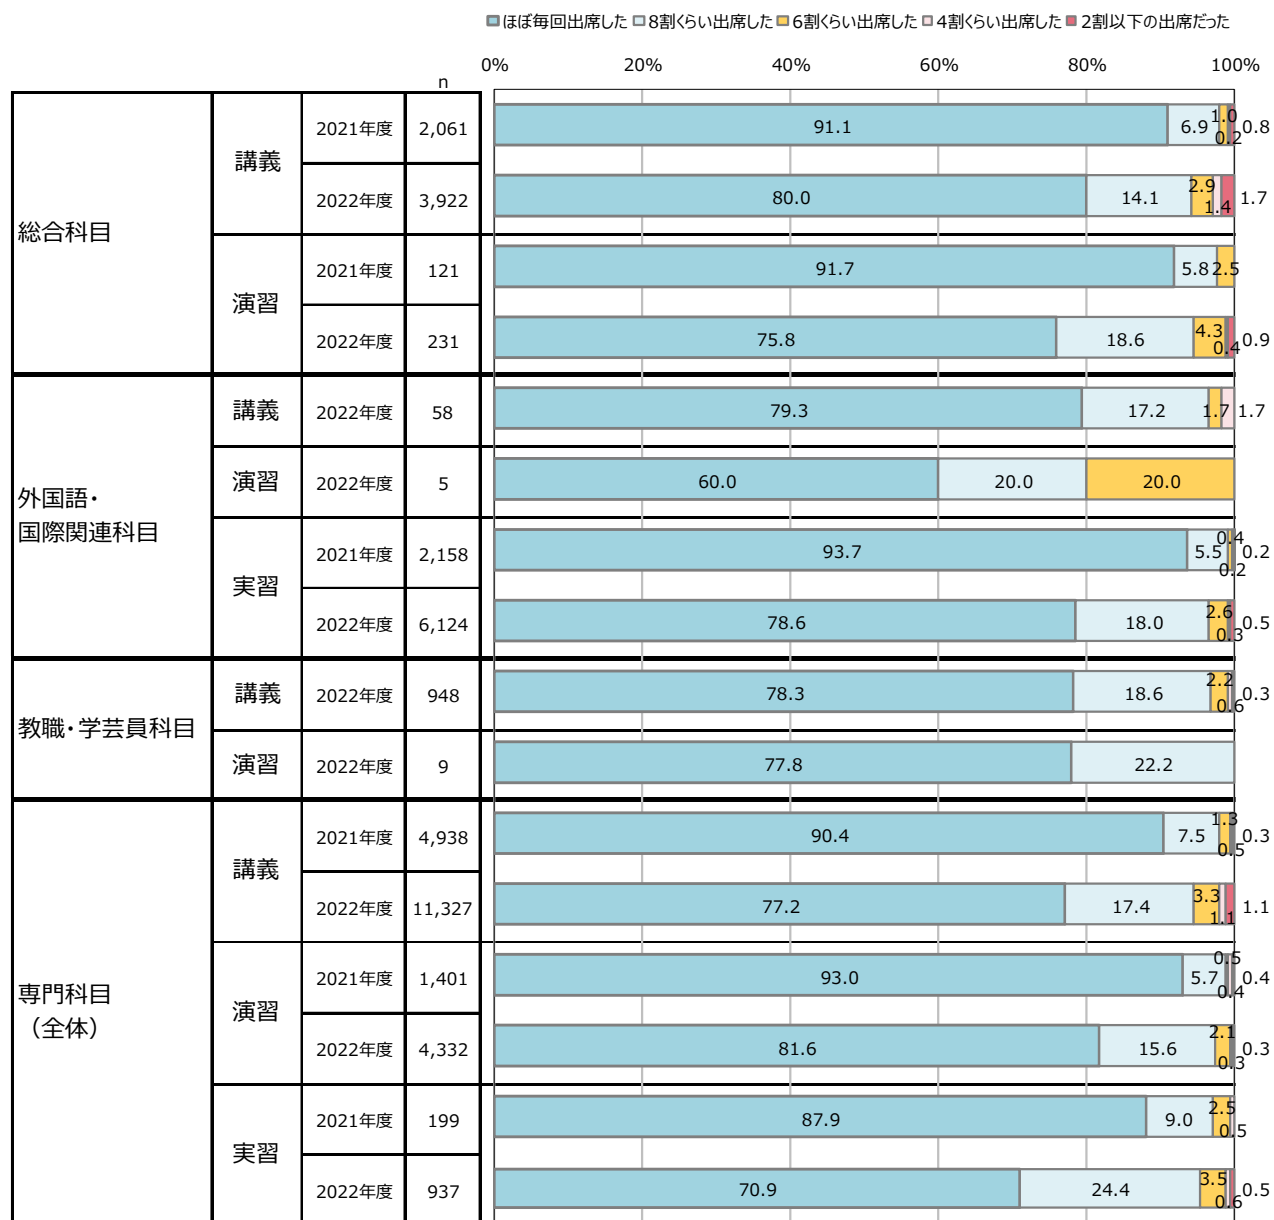 ほぼ毎回出席した 8割くらい出席した 6割くらい出席した 4割くらい出席した 2割以下の出席だった
n 0% 20% 40% 60% 80% 100%
総合科目
講義
2021年度 2,061 91.1 6.9 1.0 0.2 0.8
2022年度 3,922 80.0 14.1 2.9 1.4 1.7
演習
2021年度 121 91.7 5.8 2.5
2022年度 231 75.8 18.6 4.3 0.4 0.9
外国語・
国際関連科目
講義 2022年度 58 79.3 17.2 1.7 1.7
演習 2022年度 5 60.0 20.0 20.0
実習
2021年度 2,158 93.7 5.5 0.4 0.2 0.2
2022年度 6,124 78.6 18.0 2.6 0.3 0.5
教職・学芸員科目
講義 2022年度 948 78.3 18.6 2.2 0.6 0.3
演習 2022年度 9 77.8 22.2
専門科目
（全体）
講義
2021年度 4,938 90.4 7.5 1.3 0.5 0.3
2022年度 11,327 77.2 17.4 3.3 1.1 1.1
演習
2021年度 1,401 93.0 5.7 0.5 0.4 0.4
2022年度 4,332 81.6 15.6 2.1 0.3 0.3
実習
2021年度 199 87.9 9.0 2.5 0.5
2022年度 937 70.9 24.4 3.5 0.6 0.5